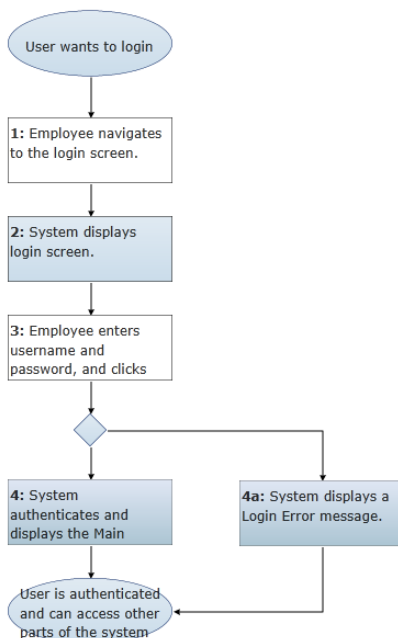 User wants to login
1: Employee navigates
to the login screen.
2: System displays
login screen.
3: Employee enters
username and
password, and clicks
4: System
authenticates and
displays the Main
4a: System displays a
Login Error message.
User is authenticated
and can access other
parts of the system